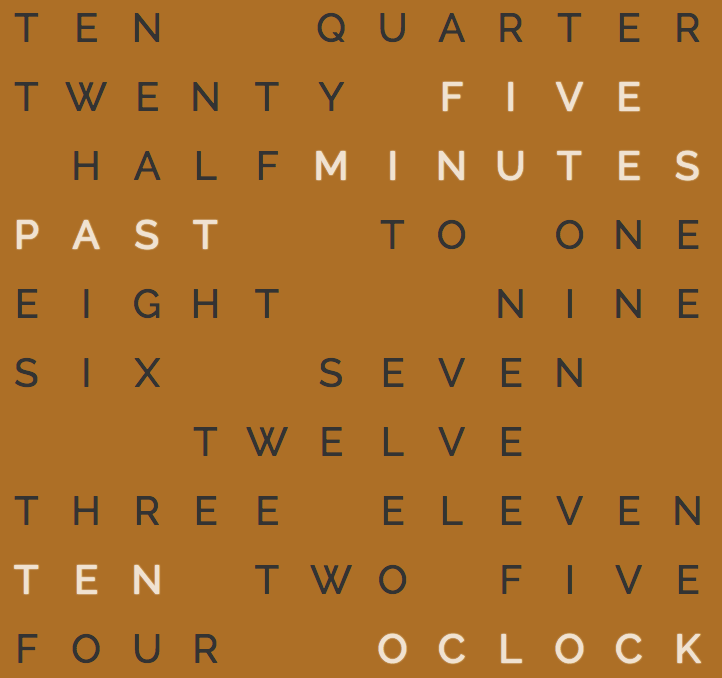 TEN QUARTER
TWENTY FIVE
HALF MINUTES
PAST TO ONE
EIGHT NINE
SIX SEVEN
TWELVE
THREE ELEVEN
TEN TWO FIVE
FOUR OCLOCK